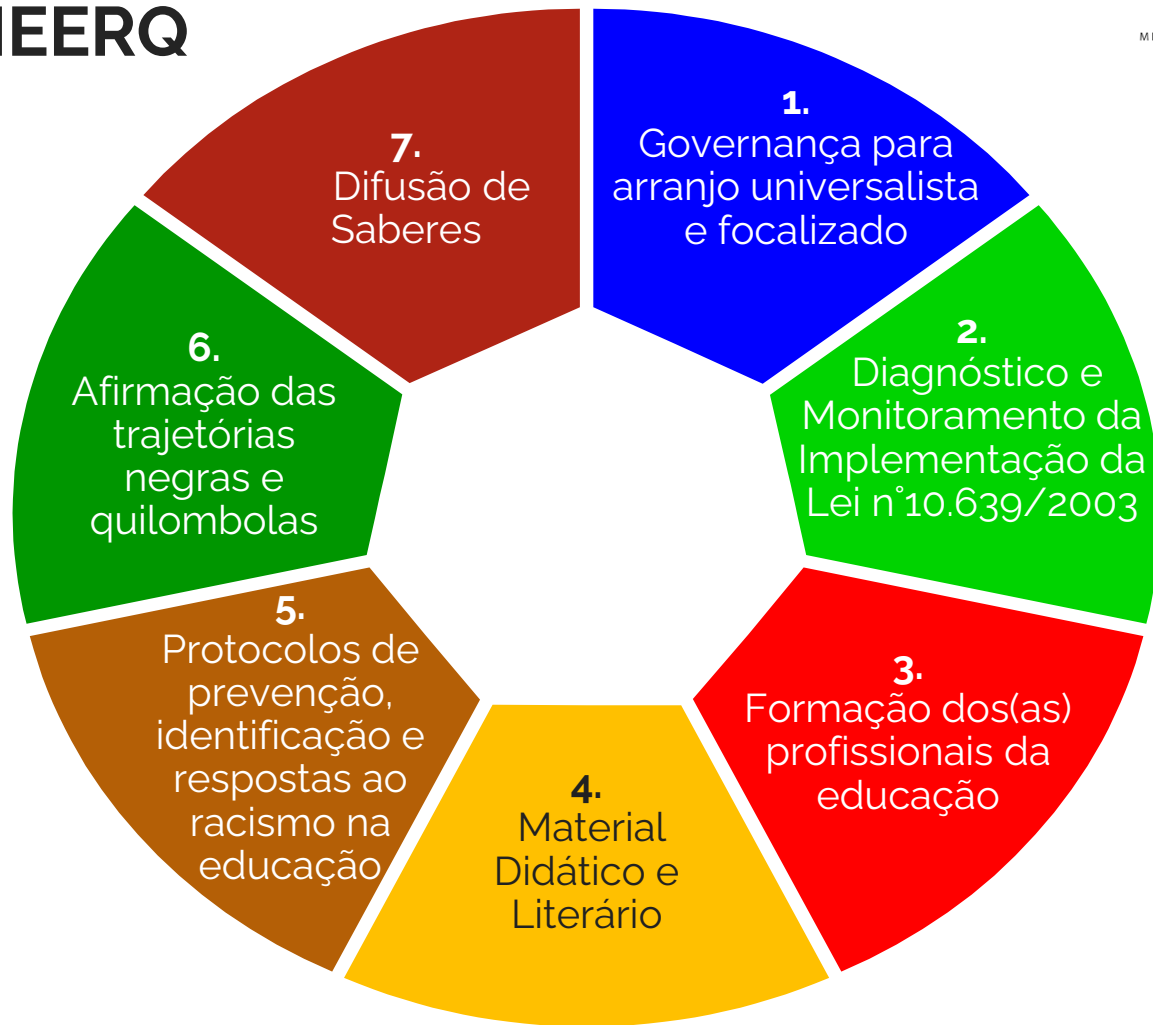 EERQ
1.
Governança para
arranjo universalista
e focalizado
2.
Diagnóstico e
Monitoramento da
Implementação da
Lei n°10.639/2003
3.
Formação dos(as)
profissionais da
educação
4.
Material
Didático e
Literário
5.
Protocolos de
prevenção,
identificação e
respostas ao
racismo na
educação
6.
Afirmação das
trajetórias
negras e
quilombolas
7.
Difusão de
Saberes